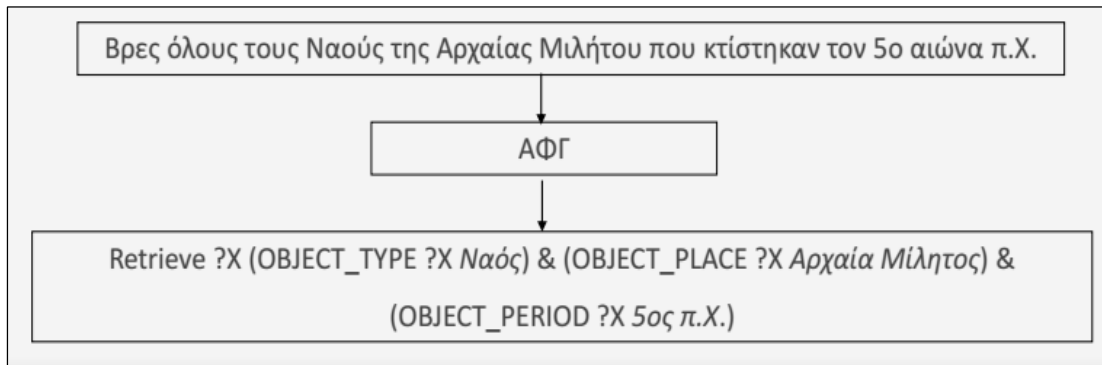 Βρες όλους τους Ναούς της Αρχαίας Μιλήτου που κτίστηκαν τον 5ο αιώνα π.Χ.
ΑΦΓ
Retrieve ?X (OBJECT_TYPE ?X Ναός) & (OBJECT_PLACE ?X Αρχαία Μίλητος) &
(OBJECT_PERIOD ?X 5ος π.Χ.)